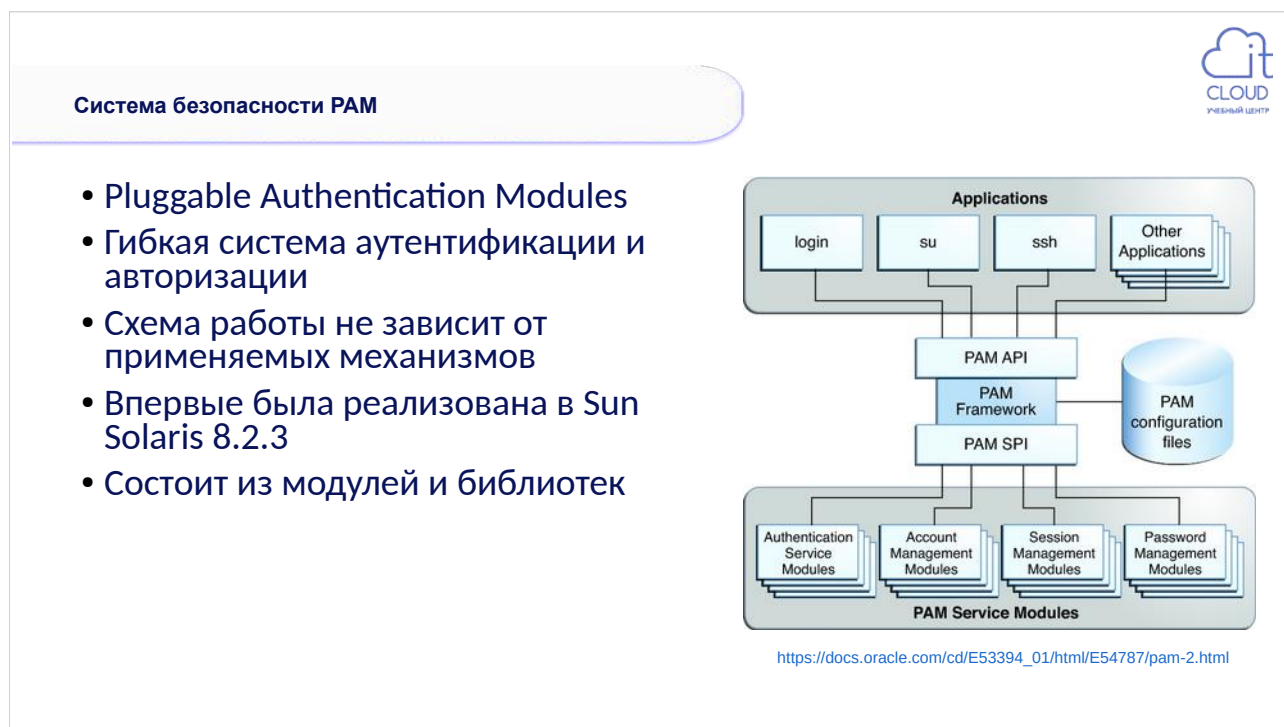 it
CLOUD
УЧЕБНЫЙ ЦЕНТР
Система безопасности PAM
• Pluggable Authentication Modules
• Гибкая система аутентификации и
авторизации
• Схема работы не зависит от
применяемых механизмов
• Впервые была реализована в Sun
Solaris 8.2.3
• Состоит из модулей и библиотек
Applications
login
su
ssh
Other
Applications
PAM API
PAM
Framework
PAM SPI
PAM
configuration
files
Authentication
Service
Modules
Account
Management
Modules
Session
Management
Modules
Password
Management
Modules
PAM Service Modules
https://docs.oracle.com/cd/E53394_01/html/E54787/pam-2.html